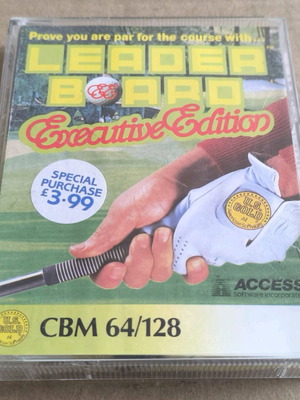 Prove you are par for the course with...
LEADER
BOARD
Executive Edition
SPECIAL
PURCHASE
£3·99
U.S.
GOLD
ACCESS
Software Incorporated
U.S.
GOLD
CBM 64/128